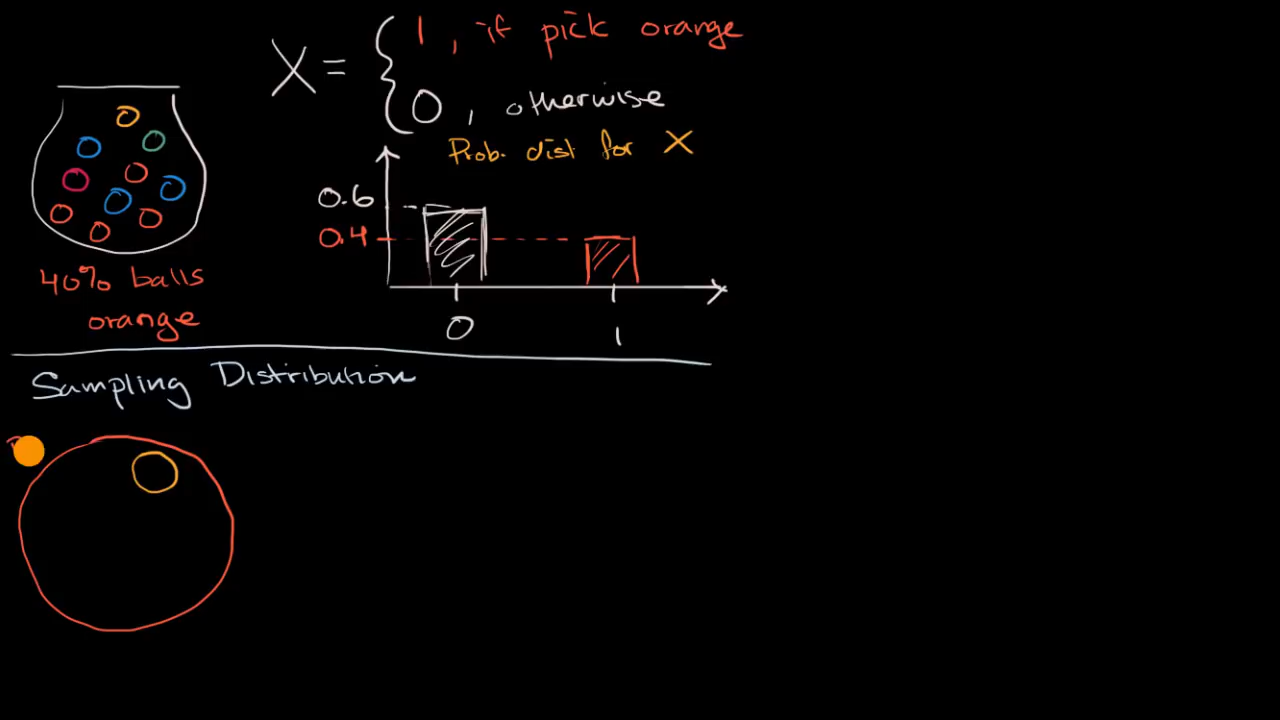 X = { 1, if pick orange
0, otherwise
Prob. dist for X
0.6
0.4
0 1
40% balls
orange
Sampling Distribution